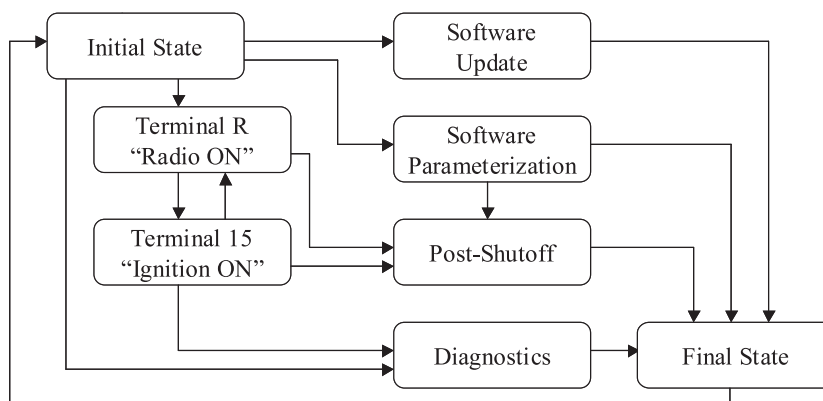 Initial State
Software
Update
Terminal R
“Radio ON”
Software
Parameterization
Terminal 15
“Ignition ON”
Post-Shutoff
Diagnostics
Final State